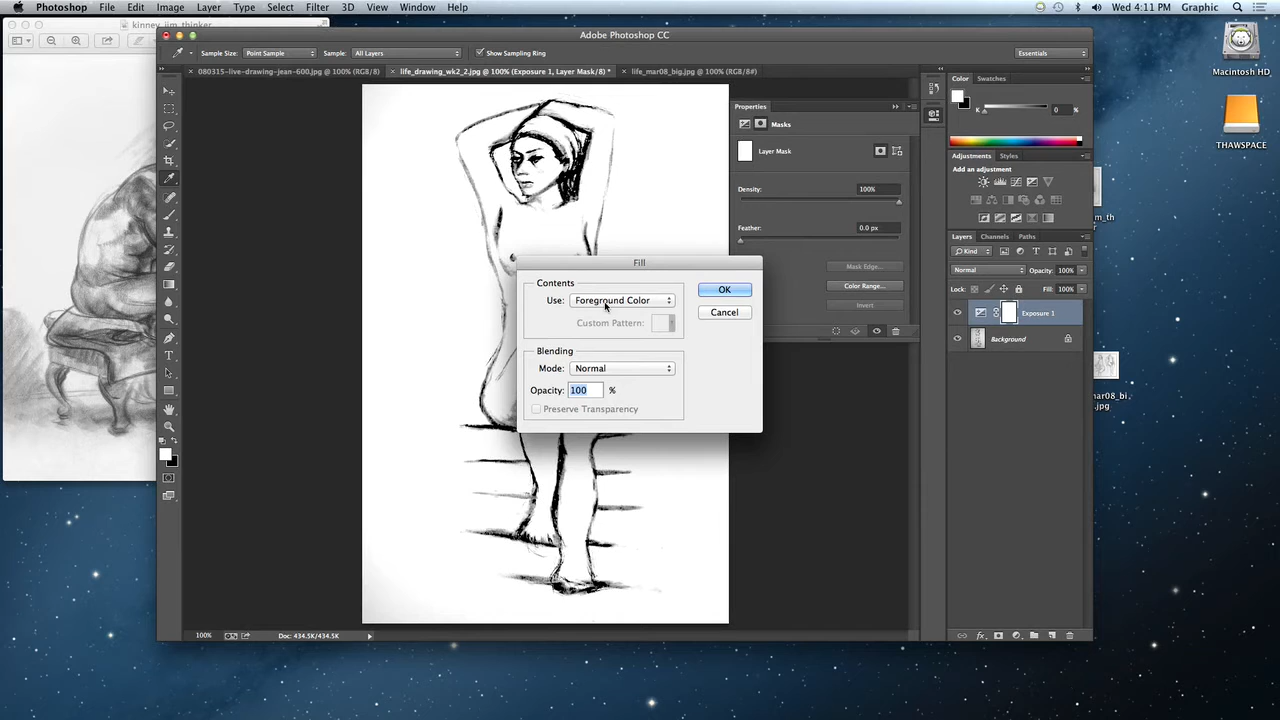 Photoshop File Edit Image Layer Type Select Filter 3D View Window Help
Wed 4:11 PM Graphic
kinney_jim_thinker
Adobe Photoshop CC
Sample Size: Point Sample Sample: All Layers Show Sampling Ring Essentials
080315-live-drawing-jean-600.jpg @ 100% (RGB/8) life_drawing_wk2_2.jpg @ 100% (Exposure 1, Layer Mask/8) * life_mar08_big.jpg @ 100% (RGB/8#)
Macintosh HD
THAWSPACE
Properties
Masks
Layer Mask
Density: 100%
Feather: 0.0 px
Mask Edge...
Color Range...
Invert
Color Swatches
K 0 %
Adjustments Styles
Add an adjustment
Layers Channels Paths
Kind
Normal Opacity: 100%
Lock: Fill: 100%
Exposure 1
Background
Fill
Contents
Use: Foreground Color
Custom Pattern:
OK
Cancel
Blending
Mode: Normal
Opacity: 100 %
Preserve Transparency
100% Doc: 434.5K/434.5K